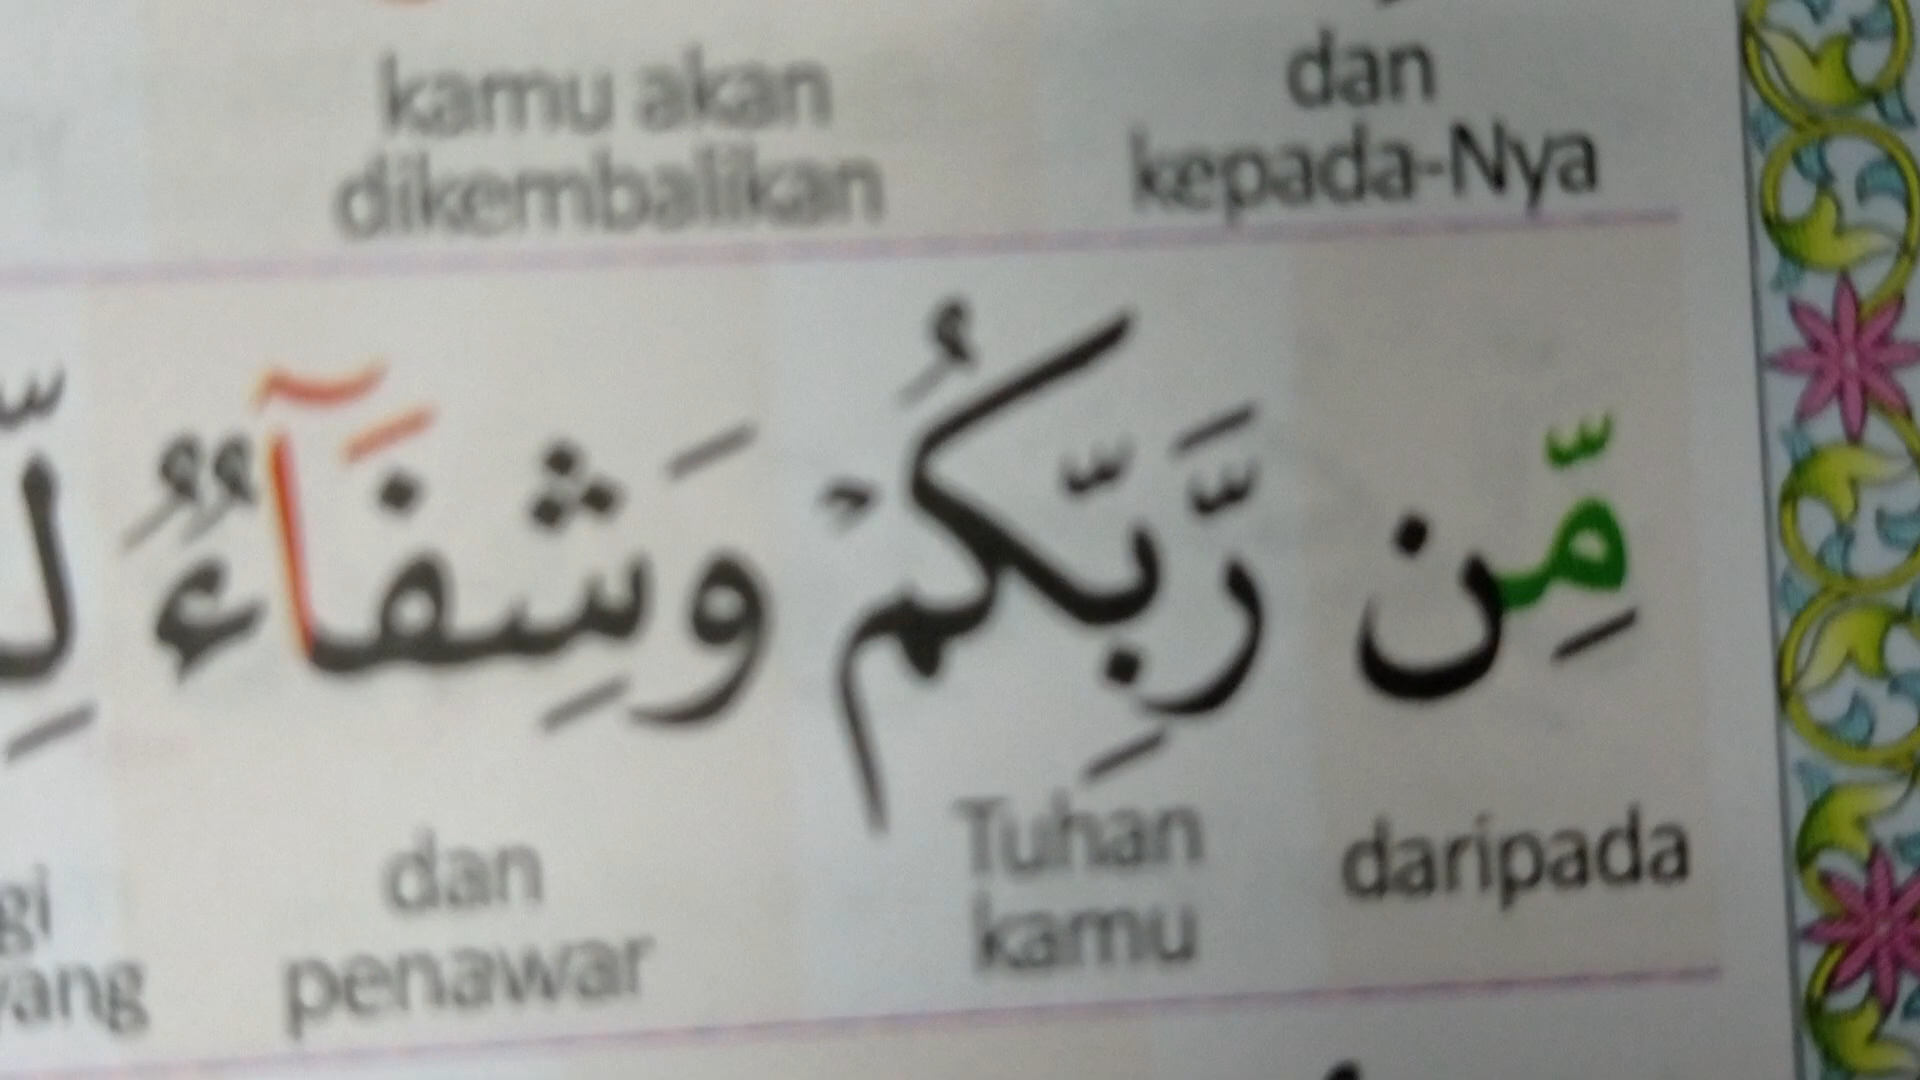 dan kepada-Nya kamu akan dikembalikan
مِّن رَّبِّكُمْ وَشِفَآءٌ
daripada Tuhan kamu dan penawar